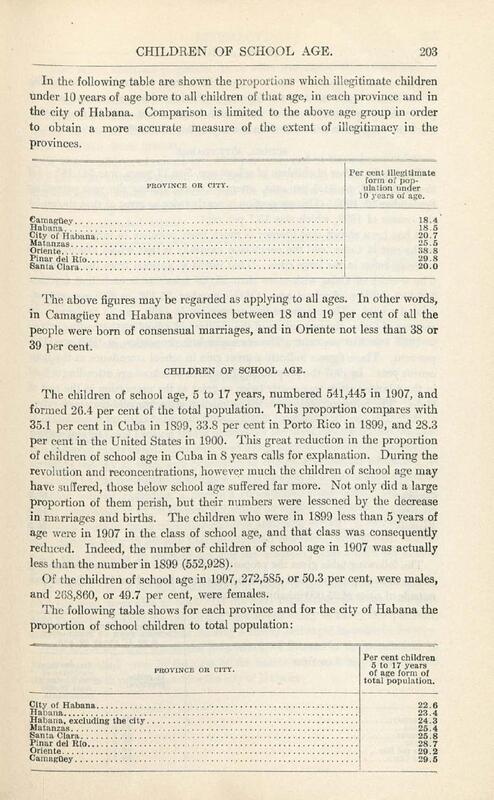 CHILDREN OF SCHOOL AGE. 203
In the following table are shown the proportions which illegitimate children
under 10 years of age bore to all children of that age, in each province and in
the city of Habana. Comparison is limited to the above age group in order
to obtain a more accurate measure of the extent of illegitimacy in the
provinces.
PROVINCE OR CITY.
Per cent illegitimate
form of pop-
ulation under
10 years of age.
Camagüey 18.4
Habana 18.5
City of Habana 20.7
Matanzas 25.5
Oriente 38.8
Pinar del Río 29.8
Santa Clara 20.0
The above figures may be regarded as applying to all ages. In other words,
in Camagüey and Habana provinces between 18 and 19 per cent of all the
people were born of consensual marriages, and in Oriente not less than 38 or
39 per cent.
CHILDREN OF SCHOOL AGE.
The children of school age, 5 to 17 years, numbered 541,445 in 1907, and
formed 26.4 per cent of the total population. This proportion compares with
35.1 per cent in Cuba in 1899, 33.8 per cent in Porto Rico in 1899, and 28.3
per cent in the United States in 1900. This great reduction in the proportion
of children of school age in Cuba in 8 years calls for explanation. During the
revolution and reconcentrations, however much the children of school age may
have suffered, those below school age suffered far more. Not only did a large
proportion of them perish, but their numbers were lessened by the decrease
in marriages and births. The children who were in 1899 less than 5 years of
age were in 1907 in the class of school age, and that class was consequently
reduced. Indeed, the number of children of school age in 1907 was actually
less than the number in 1899 (552,928).
Of the children of school age in 1907, 272,585, or 50.3 per cent, were males,
and 268,860, or 49.7 per cent, were females.
The following table shows for each province and for the city of Habana the
proportion of school children to total population:
PROVINCE OR CITY.
Per cent children
5 to 17 years
of age form of
total population.
City of Habana 22.6
Habana 23.4
Habana, excluding the city 24.3
Matanzas 25.4
Santa Clara 25.8
Pinar del Río 28.7
Oriente 29.2
Camagüey 29.5